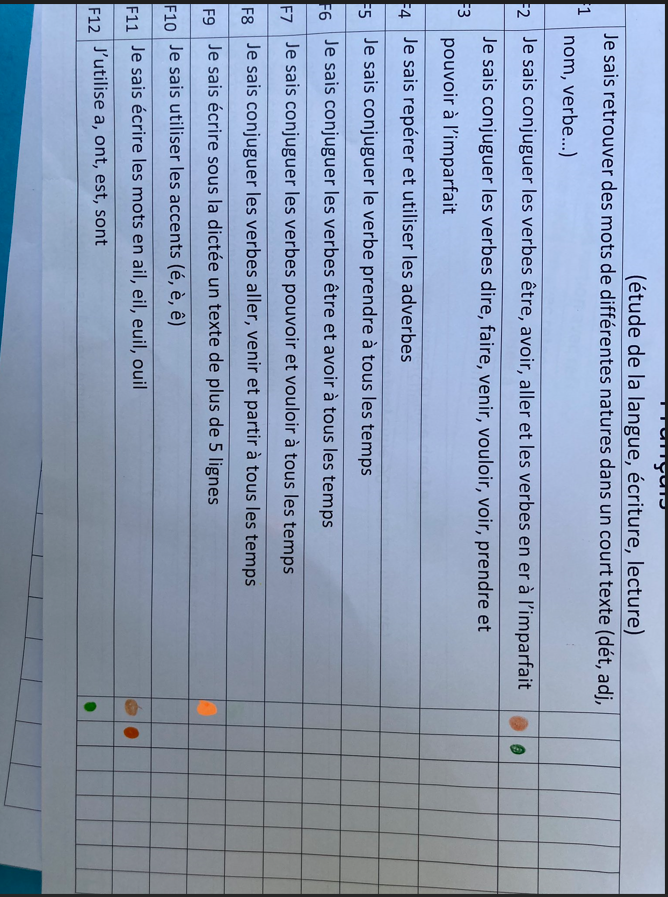 Français
(étude de la langue, écriture, lecture)
F1 Je sais retrouver des mots de différentes natures dans un court texte (dét, adj,
nom, verbe...)
F2 Je sais conjuguer les verbes être, avoir, aller et les verbes en er à l'imparfait
F3 Je sais conjuguer les verbes dire, faire, venir, vouloir, voir, prendre et
pouvoir à l'imparfait
F4 Je sais repérer et utiliser les adverbes
F5 Je sais conjuguer le verbe prendre à tous les temps
F6 Je sais conjuguer les verbes être et avoir à tous les temps
F7 Je sais conjuguer les verbes pouvoir et vouloir à tous les temps
F8 Je sais conjuguer les verbes aller, venir et partir à tous les temps
F9 Je sais écrire sous la dictée un texte de plus de 5 lignes
F10 Je sais utiliser les accents (é, è, ê)
F11 Je sais écrire les mots en ail, eil, euil, ouil
F12 J'utilise a, ont, est, sont